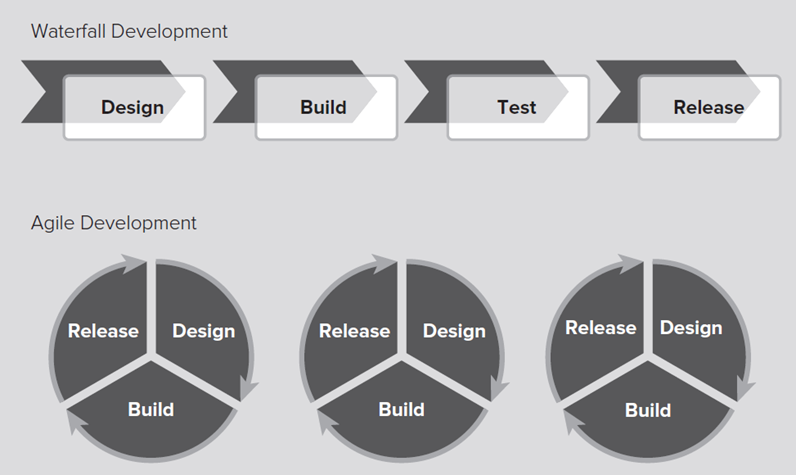 Waterfall Development
Design
Build
Test
Release
Agile Development
Release Design
Build
Release Design
Build
Release Design
Build